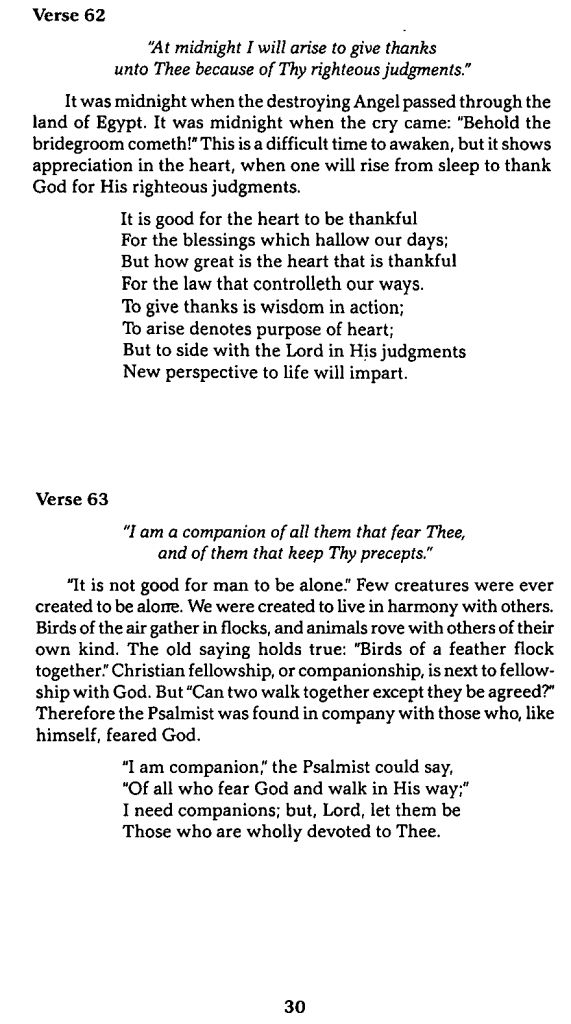 Verse 62
"At midnight I will arise to give thanks
unto Thee because of Thy righteous judgments."
It was midnight when the destroying Angel passed through the
land of Egypt. It was midnight when the cry came: "Behold the
bridegroom cometh!" This is a difficult time to awaken, but it shows
appreciation in the heart, when one will rise from sleep to thank
God for His righteous judgments.
It is good for the heart to be thankful
For the blessings which hallow our days;
But how great is the heart that is thankful
For the law that controlleth our ways.
To give thanks is wisdom in action;
To arise denotes purpose of heart;
But to side with the Lord in His judgments
New perspective to life will impart.
Verse 63
"I am a companion of all them that fear Thee,
and of them that keep Thy precepts."
"It is not good for man to be alone." Few creatures were ever
created to be alone. We were created to live in harmony with others.
Birds of the air gather in flocks, and animals rove with others of their
own kind. The old saying holds true: "Birds of a feather flock
together." Christian fellowship, or companionship, is next to fellow-
ship with God. But "Can two walk together except they be agreed?"
Therefore the Psalmist was found in company with those who, like
himself, feared God.
"I am companion," the Psalmist could say,
"Of all who fear God and walk in His way;"
I need companions; but, Lord, let them be
Those who are wholly devoted to Thee.
30